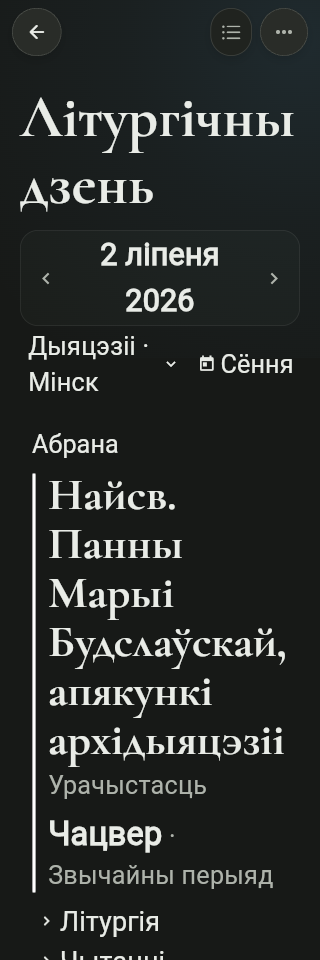 Літургічны
дзень
2 ліпеня
2026
Дыяцэзіі ·
Мінск
Сёння
Абрана
Найсв.
Панны
Марыі
Будслаўскай,
апякункі
архідыяцэзіі
Урачыстасць
Чацвер ·
Звычайны перыяд
Літургія
Чытанні